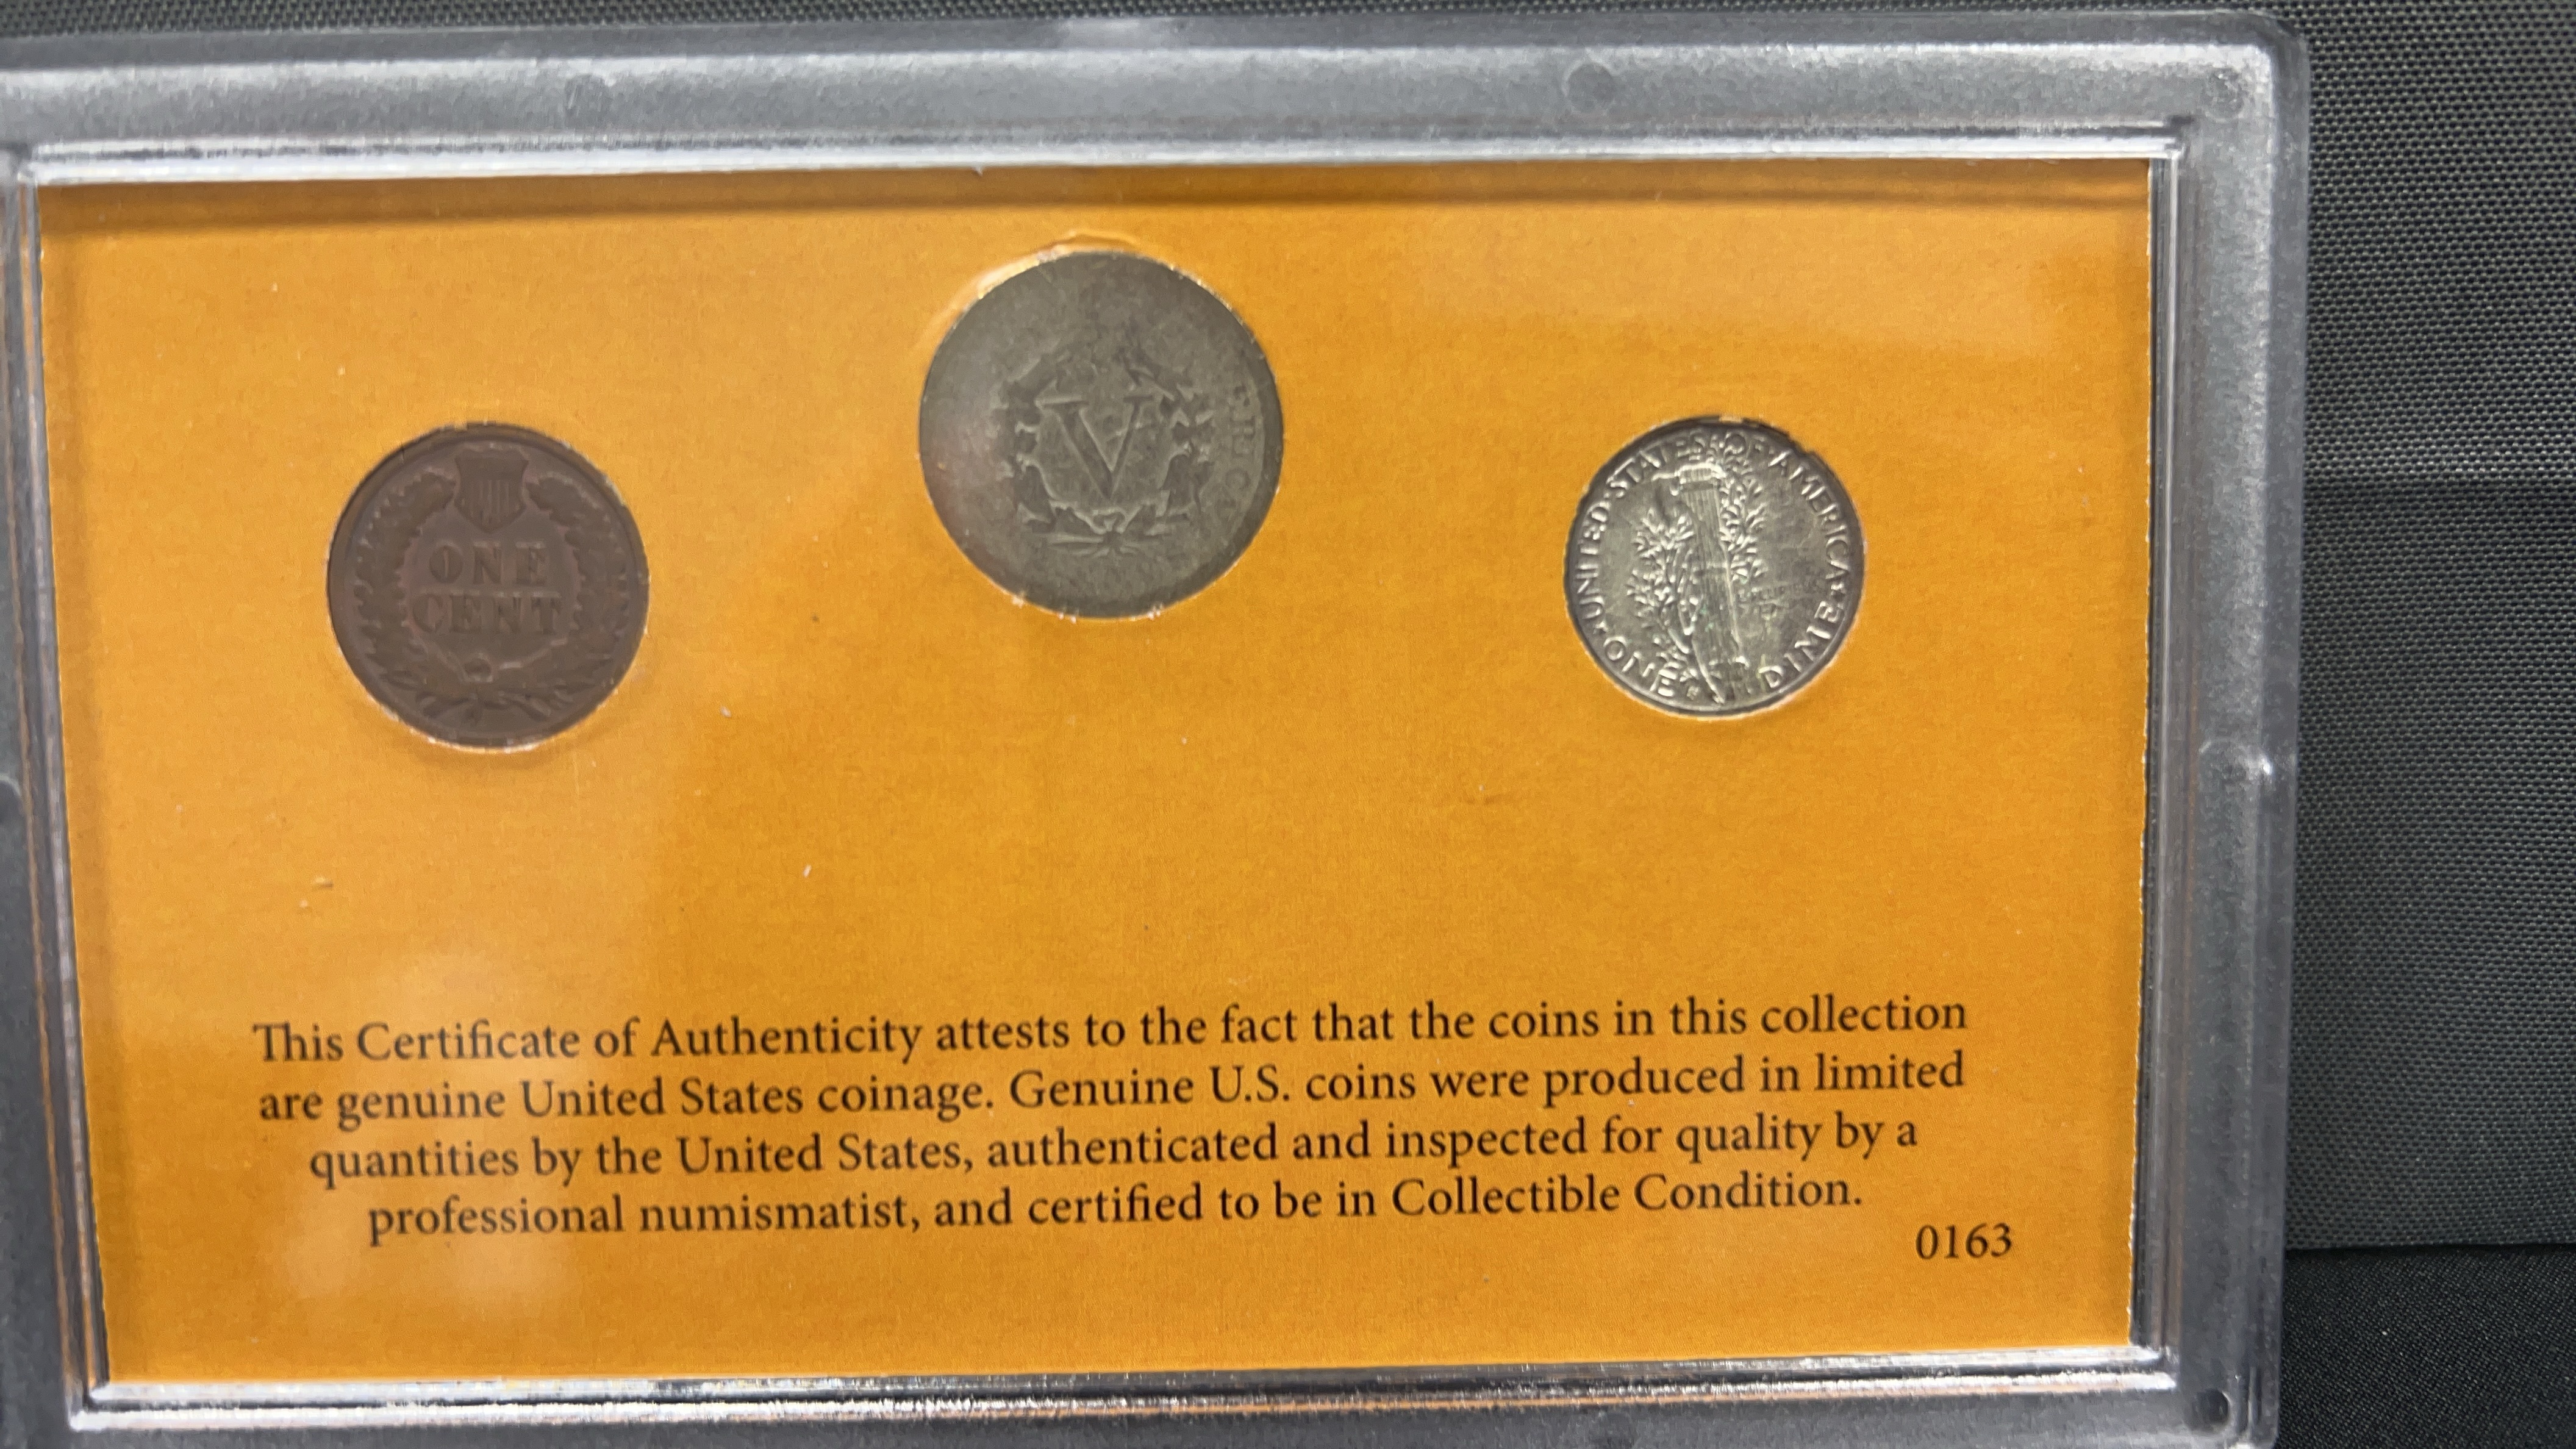 ONE
CENT
V
UNITED·STATES·OF·AMERICA
ONE DIME
This Certificate of Authenticity attests to the fact that the coins in this collection
are genuine United States coinage. Genuine U.S. coins were produced in limited
quantities by the United States, authenticated and inspected for quality by a
professional numismatist, and certified to be in Collectible Condition.
0163